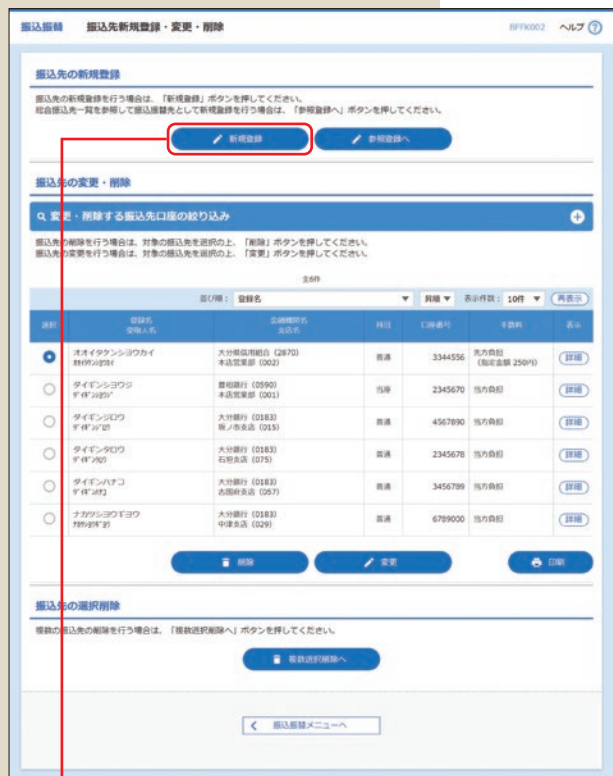 振込振替 振込先新規登録・変更・削除 BFFK002 ヘルプ ?
振込先の新規登録
振込先の新規登録を行う場合は、「新規登録」ボタンを押してください。
総合振込先一覧を参照して振込振替先として新規登録を行う場合は、「参照登録へ」ボタンを押してください。
新規登録 参照登録へ
振込先の変更・削除
変更・削除する振込先口座の絞り込み
振込先の削除を行う場合は、対象の振込先を選択の上、「削除」ボタンを押してください。
振込先の変更を行う場合は、対象の振込先を選択の上、「変更」ボタンを押してください。
全6件
並び順： 登録名 昇順 表示件数： 10件 再表示
選択 登録名 金融機関名 科目 口座番号 手数料 表示
受取人名 支店名
オオイタケンシヨウカイ 大分県信用組合 (2870) 普通 3344556 先方負担 詳細
本店営業部 (002) (指定金額 250円)
ダイギンシヨウジ 豊和銀行 (0590) 当座 2345670 当方負担 詳細
本店営業部 (001)
ダイギンジロウ 大分銀行 (0183) 普通 4567890 当方負担 詳細
坂ノ市支店 (015)
ダイギンタロウ 大分銀行 (0183) 普通 2345678 当方負担 詳細
石垣支店 (075)
ダイギンハナコ 大分銀行 (0183) 普通 3456789 当方負担 詳細
古国府支店 (057)
ナカツシヨウギヨウ 大分銀行 (0183) 普通 6789000 当方負担 詳細
中津支店 (029)
削除 変更 印刷
振込先の選択削除
複数の振込先の削除を行う場合は、「複数選択削除へ」ボタンを押してください。
複数選択削除へ
振込振替メニューへ